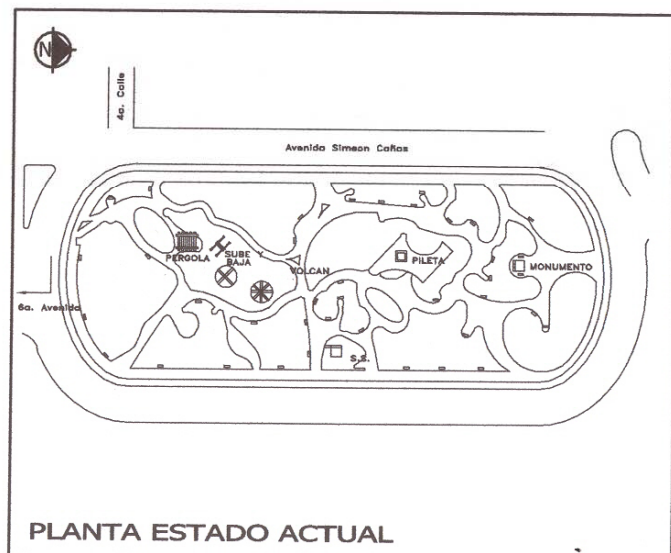 N
4a. Calle
Avenida Simeon Cañas
PERGOLA
SUBE Y
BAJA
VOLCAN
PILETA
MONUMENTO
6a. Avenida
S.S.
PLANTA ESTADO ACTUAL